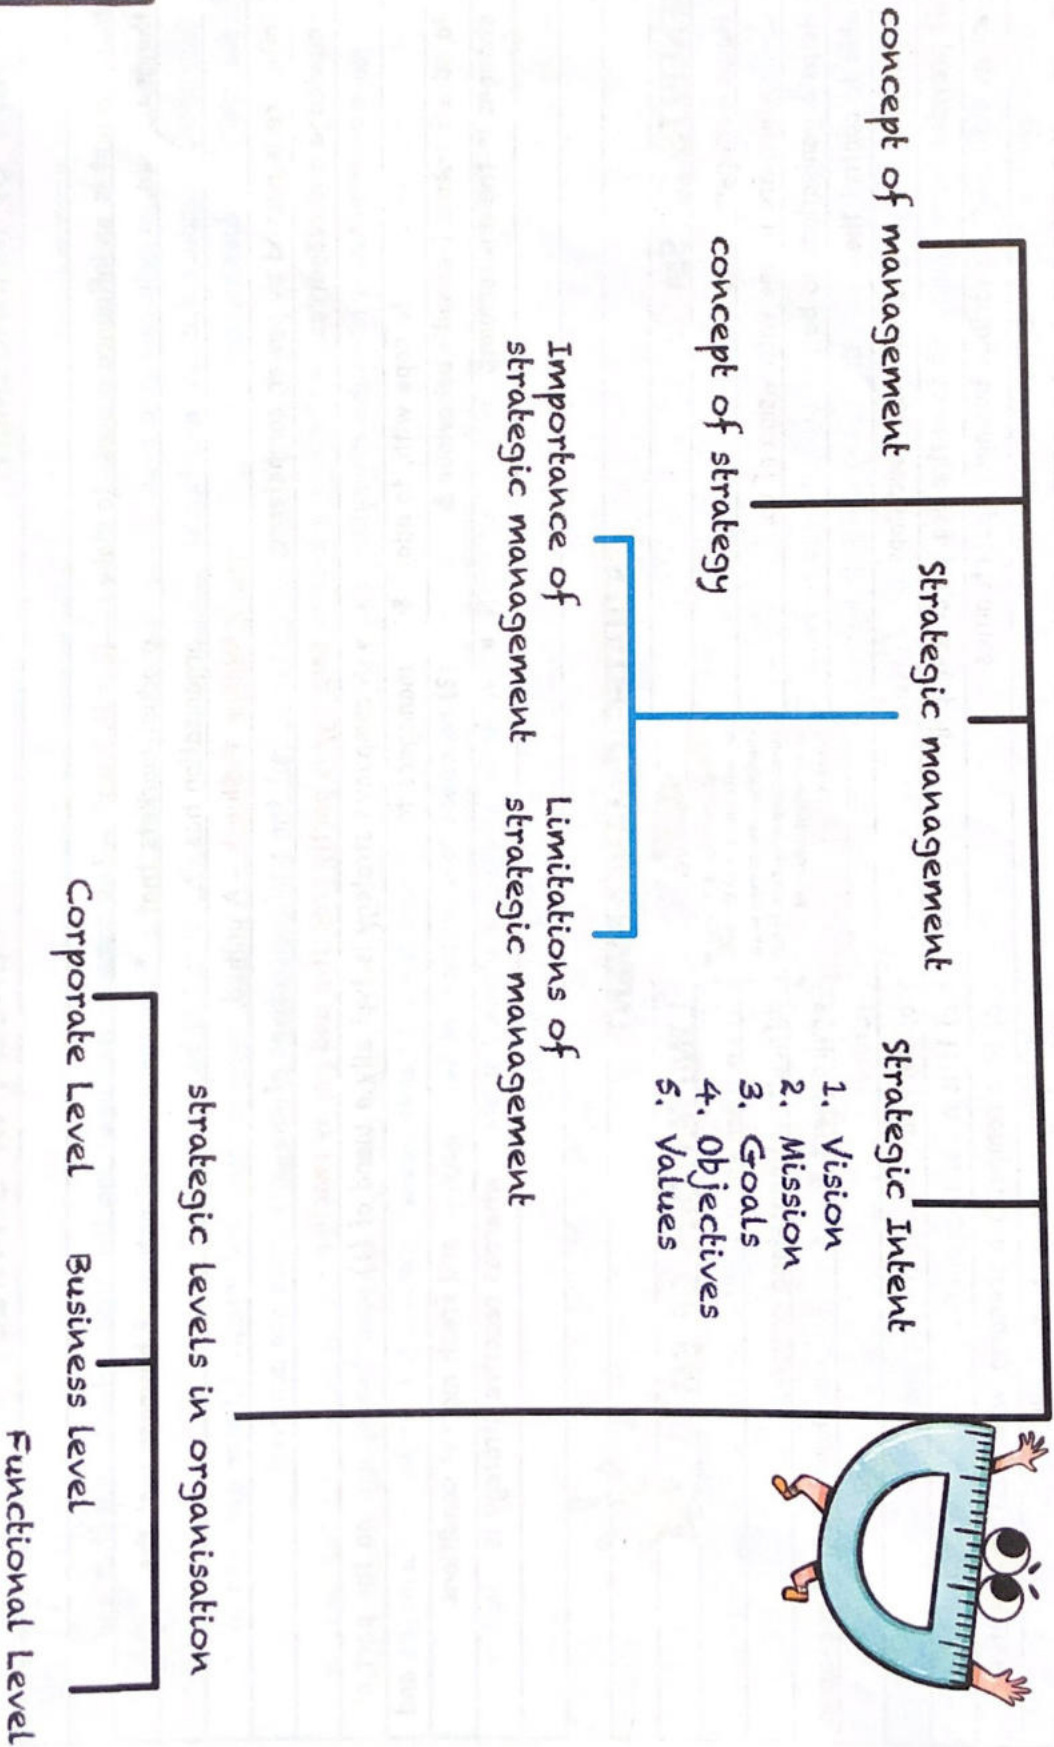 concept of management
concept of strategy
Strategic management
Importance of
strategic management
Limitations of
strategic management
Strategic Intent
1. Vision
2. Mission
3. Goals
4. Objectives
5. Values
strategic levels in organisation
Corporate Level
Business level
Functional Level